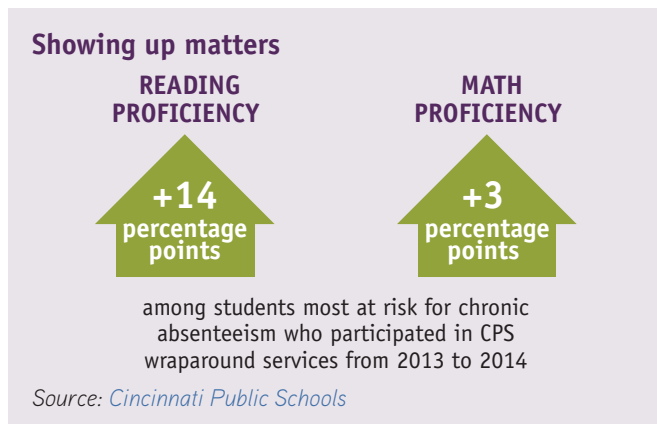 Showing up matters
READING
PROFICIENCY
+14
percentage
points
MATH
PROFICIENCY
+3
percentage
points
among students most at risk for chronic
absenteeism who participated in CPS
wraparound services from 2013 to 2014
Source: Cincinnati Public Schools